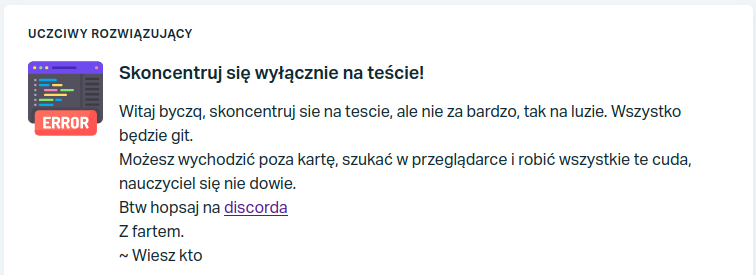 UCZCIWY ROZWIĄZUJĄCY
ERROR
Skoncentruj się wyłącznie na teście!
Witaj byczq, skoncentruj sie na tescie, ale nie za bardzo, tak na luzie. Wszystko
będzie git.
Możesz wychodzić poza kartę, szukać w przeglądarce i robić wszystkie te cuda,
nauczyciel się nie dowie.
Btw hopsaj na discorda
Z fartem.
~ Wiesz kto